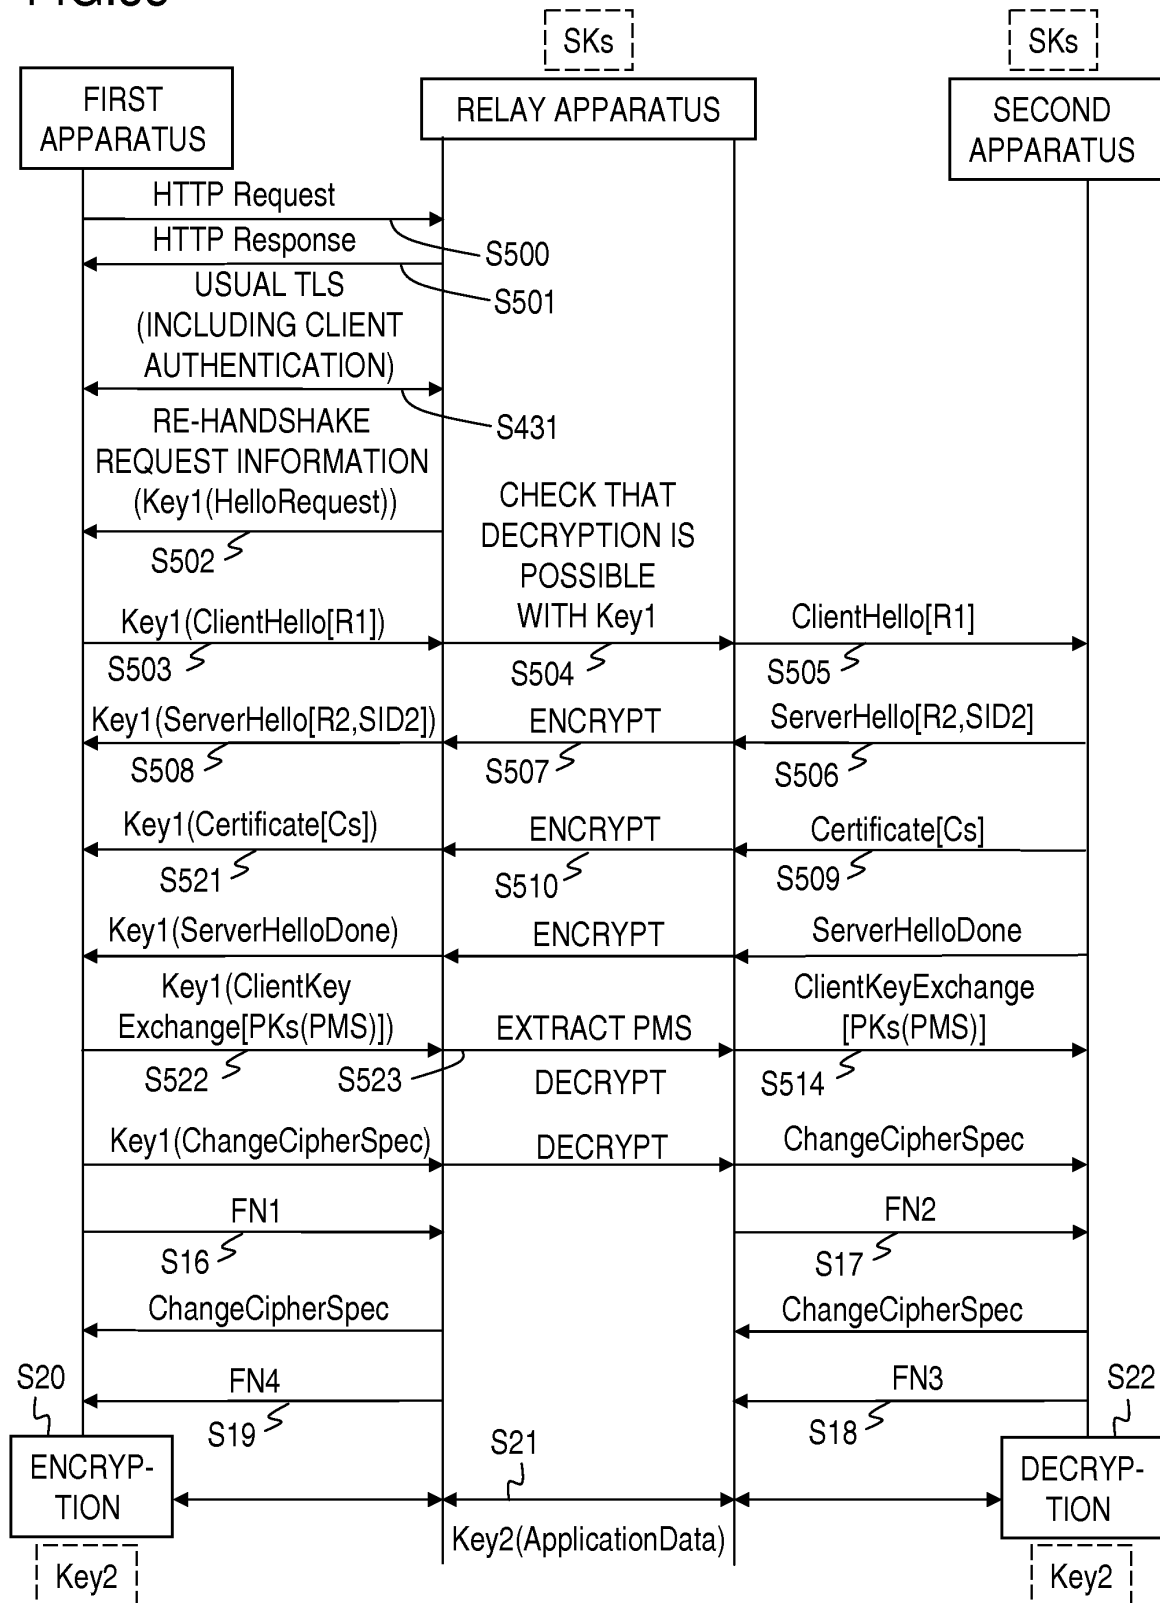 SKs
SKs
FIRST
APPARATUS
RELAY APPARATUS
SECOND
APPARATUS
HTTP Request
S500
HTTP Response
S501
USUAL TLS
(INCLUDING CLIENT
AUTHENTICATION)
S431
RE-HANDSHAKE
REQUEST INFORMATION
(Key1(HelloRequest))
S502
CHECK THAT
DECRYPTION IS
POSSIBLE
WITH Key1
Key1(ClientHello[R1])
ClientHello[R1]
S503
S504
S505
Key1(ServerHello[R2,SID2])
ENCRYPT
ServerHello[R2,SID2]
S508
S507
S506
Key1(Certificate[Cs])
ENCRYPT
Certificate[Cs]
S521
S510
S509
Key1(ServerHelloDone)
ENCRYPT
ServerHelloDone
Key1(ClientKey
Exchange[PKs(PMS)])
EXTRACT PMS
ClientKeyExchange
[PKs(PMS)]
S522
S523
DECRYPT
S514
Key1(ChangeCipherSpec)
DECRYPT
ChangeCipherSpec
FN1
FN2
S16
S17
ChangeCipherSpec
ChangeCipherSpec
S20
FN4
FN3
S22
S19
S18
S21
ENCRYP-
TION
DECRYP-
TION
Key2(ApplicationData)
Key2
Key2